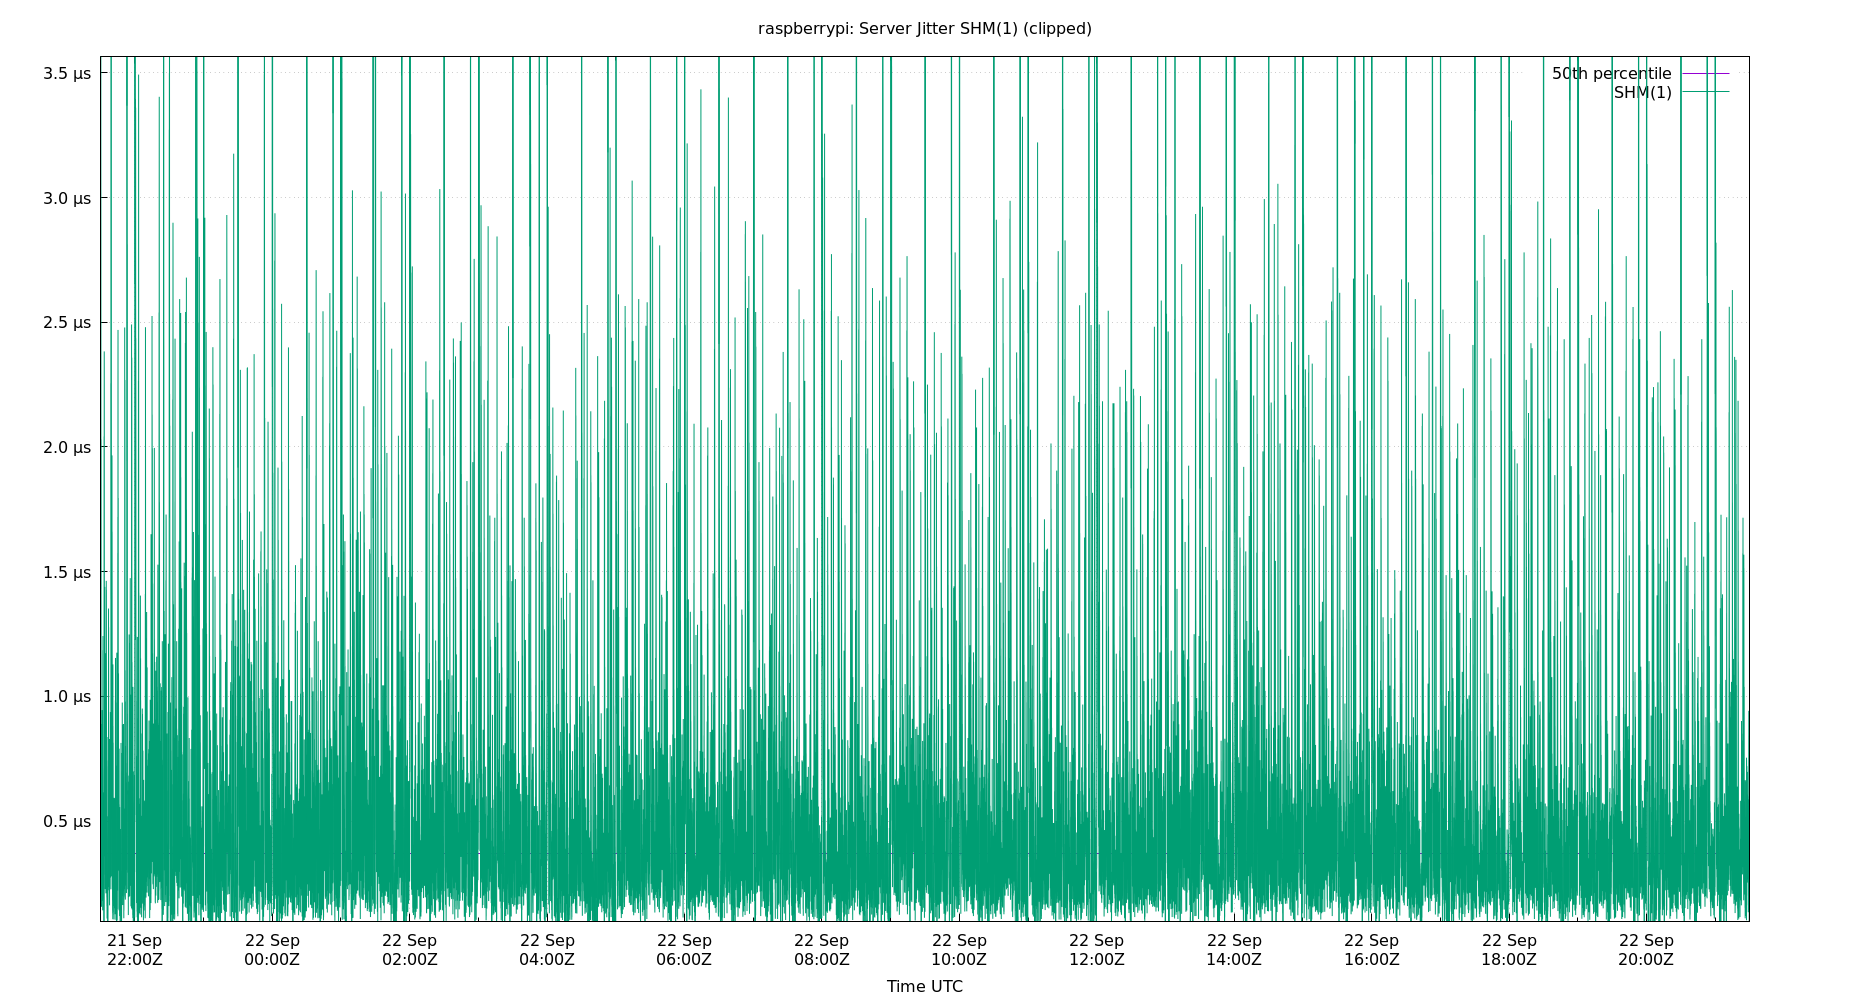 raspberrypi: Server Jitter SHM(1) (clipped)
3.5 μs
3.0 μs
2.5 μs
2.0 μs
1.5 μs
1.0 μs
0.5 μs
50th percentile
SHM(1)
21 Sep 22 Sep 22 Sep 22 Sep 22 Sep 22 Sep 22 Sep 22 Sep 22 Sep 22 Sep 22 Sep 22 Sep
22:00Z 00:00Z 02:00Z 04:00Z 06:00Z 08:00Z 10:00Z 12:00Z 14:00Z 16:00Z 18:00Z 20:00Z
Time UTC